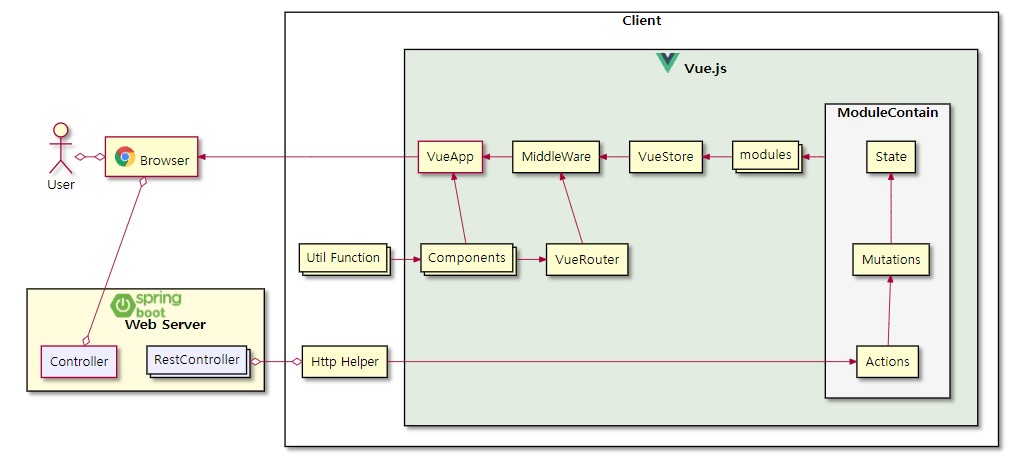 Client
Vue.js
ModuleContain
User
Browser
VueApp
MiddleWare
VueStore
modules
State
Util Function
Components
VueRouter
Mutations
spring
boot
Web Server
Controller
RestController
Http Helper
Actions